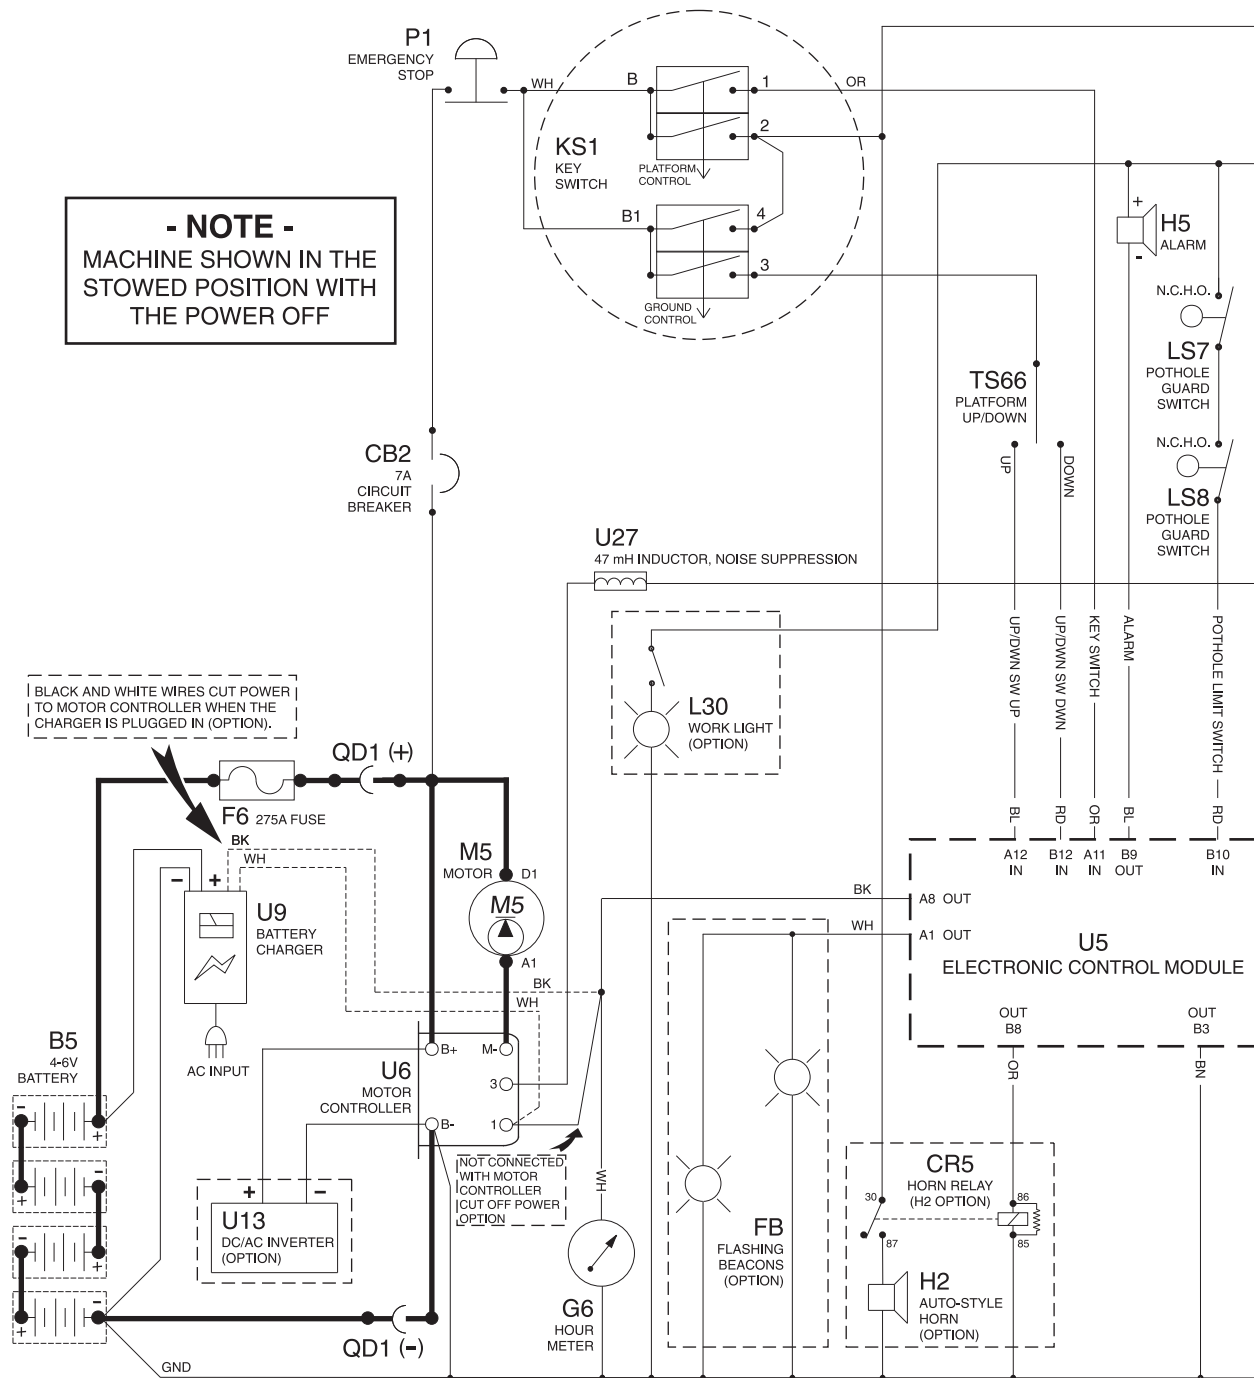 P1
EMERGENCY
STOP
WH
B
1
OR
2
KS1
KEY
SWITCH
PLATFORM
CONTROL
B1
4
3
GROUND
CONTROL
- NOTE -
MACHINE SHOWN IN THE
STOWED POSITION WITH
THE POWER OFF
+
H5
ALARM
-
N.C.H.O.
LS7
POTHOLE
GUARD
SWITCH
TS66
PLATFORM
UP/DOWN
UP
DOWN
N.C.H.O.
LS8
POTHOLE
GUARD
SWITCH
CB2
7A
CIRCUIT
BREAKER
U27
47 mH INDUCTOR, NOISE SUPPRESSION
UP/DWN SW UP
UP/DWN SW DWN
KEY SWITCH
ALARM
POTHOLE LIMIT SWITCH
L30
WORK LIGHT
(OPTION)
BLACK AND WHITE WIRES CUT POWER
TO MOTOR CONTROLLER WHEN THE
CHARGER IS PLUGGED IN (OPTION).
QD1 (+)
F6 275A FUSE
BK
WH
BL
RD
OR
BL
RD
A12
IN
B12
IN
A11
IN
B9
OUT
B10
IN
M5
MOTOR
D1
M5
A1
- +
U9
BATTERY
CHARGER
AC INPUT
BK
WH
BK
A8 OUT
WH
A1 OUT
U5
ELECTRONIC CONTROL MODULE
OUT
B8
OUT
B3
OR
BN
B5
4-6V
BATTERY
-
+
-
+
-
+
-
+
U6
MOTOR
CONTROLLER
B+
M-
3
B-
1
NOT CONNECTED
WITH MOTOR
CONTROLLER
CUT OFF POWER
OPTION
+ -
U13
DC/AC INVERTER
(OPTION)
WH
G6
HOUR
METER
FB
FLASHING
BEACONS
(OPTION)
CR5
HORN RELAY
(H2 OPTION)
30
87
86
85
H2
AUTO-STYLE
HORN
(OPTION)
QD1 (-)
GND